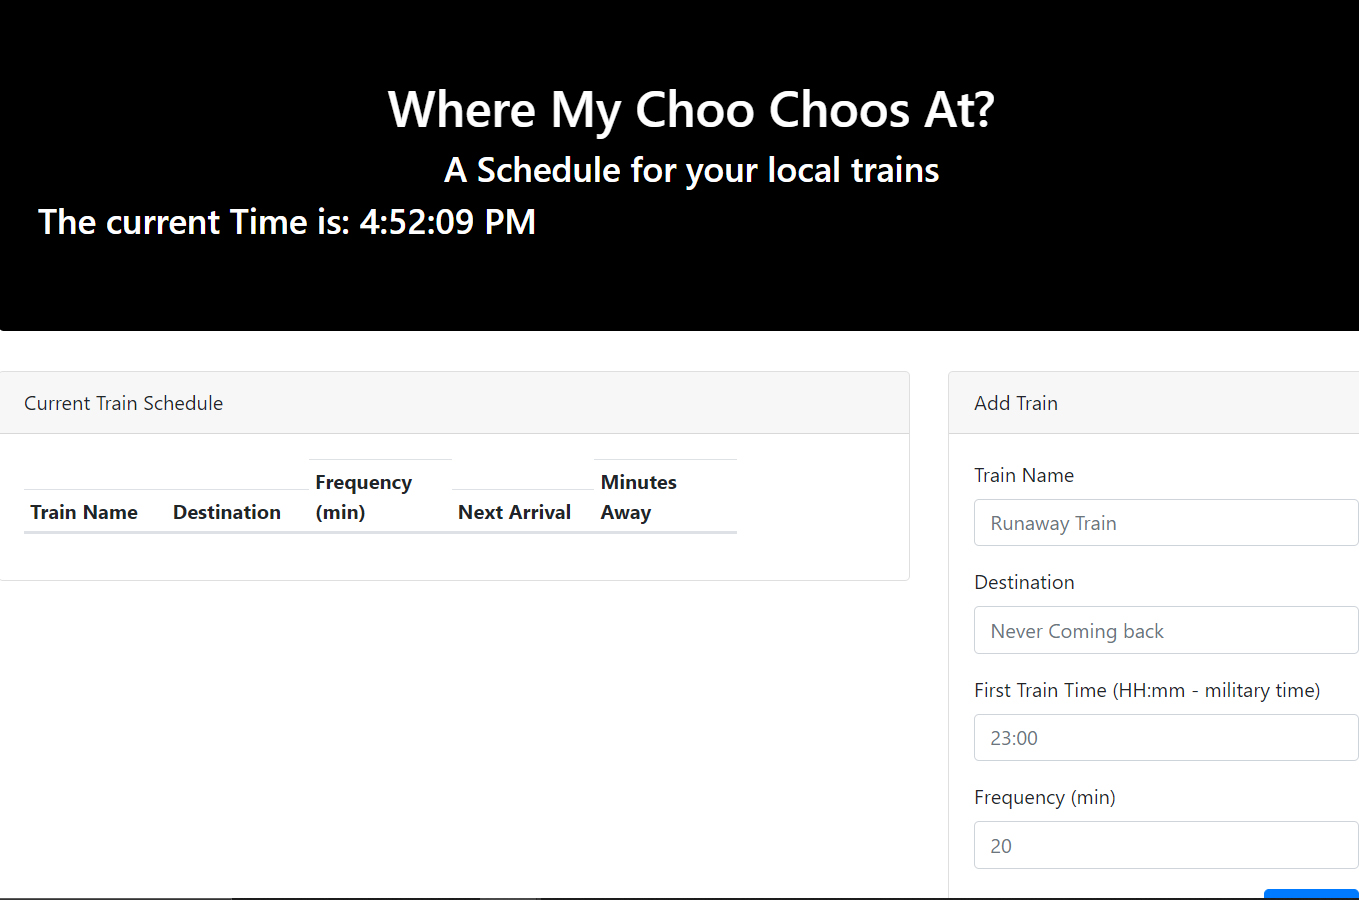 Where My Choo Choos At?
A Schedule for your local trains
The current Time is: 4:52:09 PM
Current Train Schedule
Train Name
Destination
Frequency
(min)
Next Arrival
Minutes
Away
Add Train
Train Name
Runaway Train
Destination
Never Coming back
First Train Time (HH:mm - military time)
23:00
Frequency (min)
20